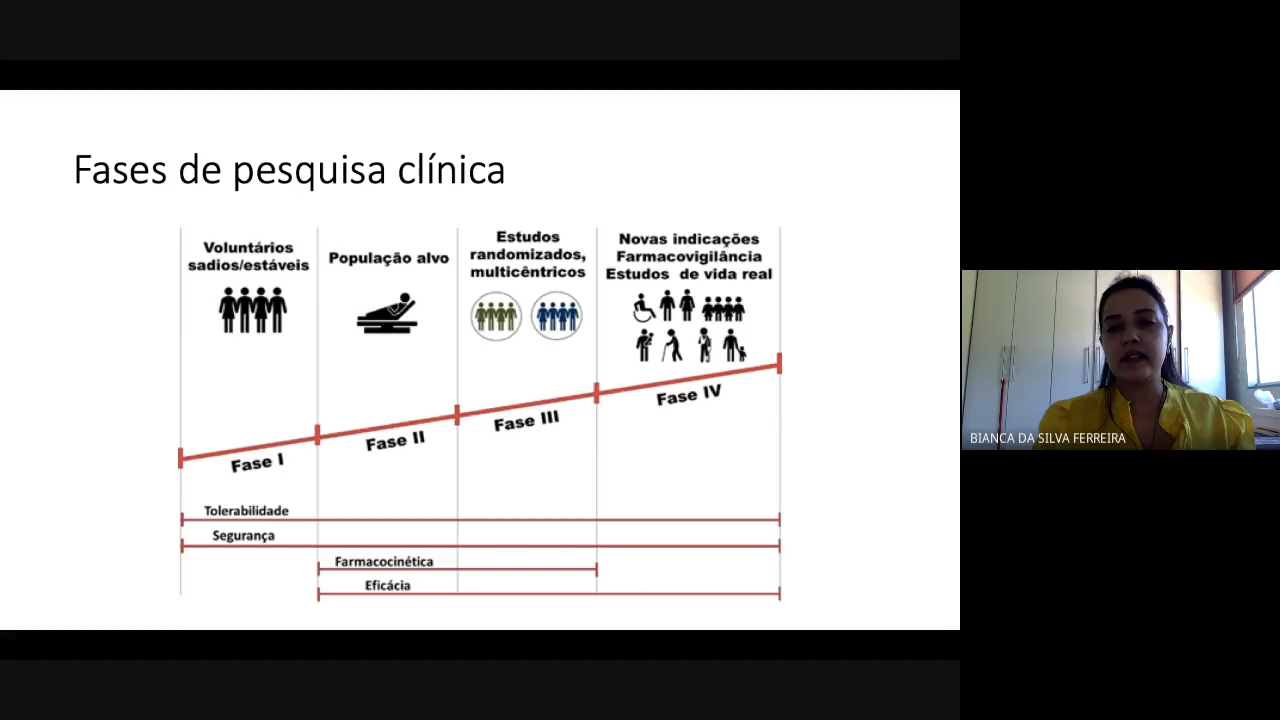 Fases de pesquisa clínica
Voluntários
sadios/estáveis
População alvo
Estudos
randomizados,
multicêntricos
Novas indicações
Farmacovigilância
Estudos de vida real
Fase I
Fase II
Fase III
Fase IV
Tolerabilidade
Segurança
Farmacocinética
Eficácia
BIANCA DA SILVA FERREIRA